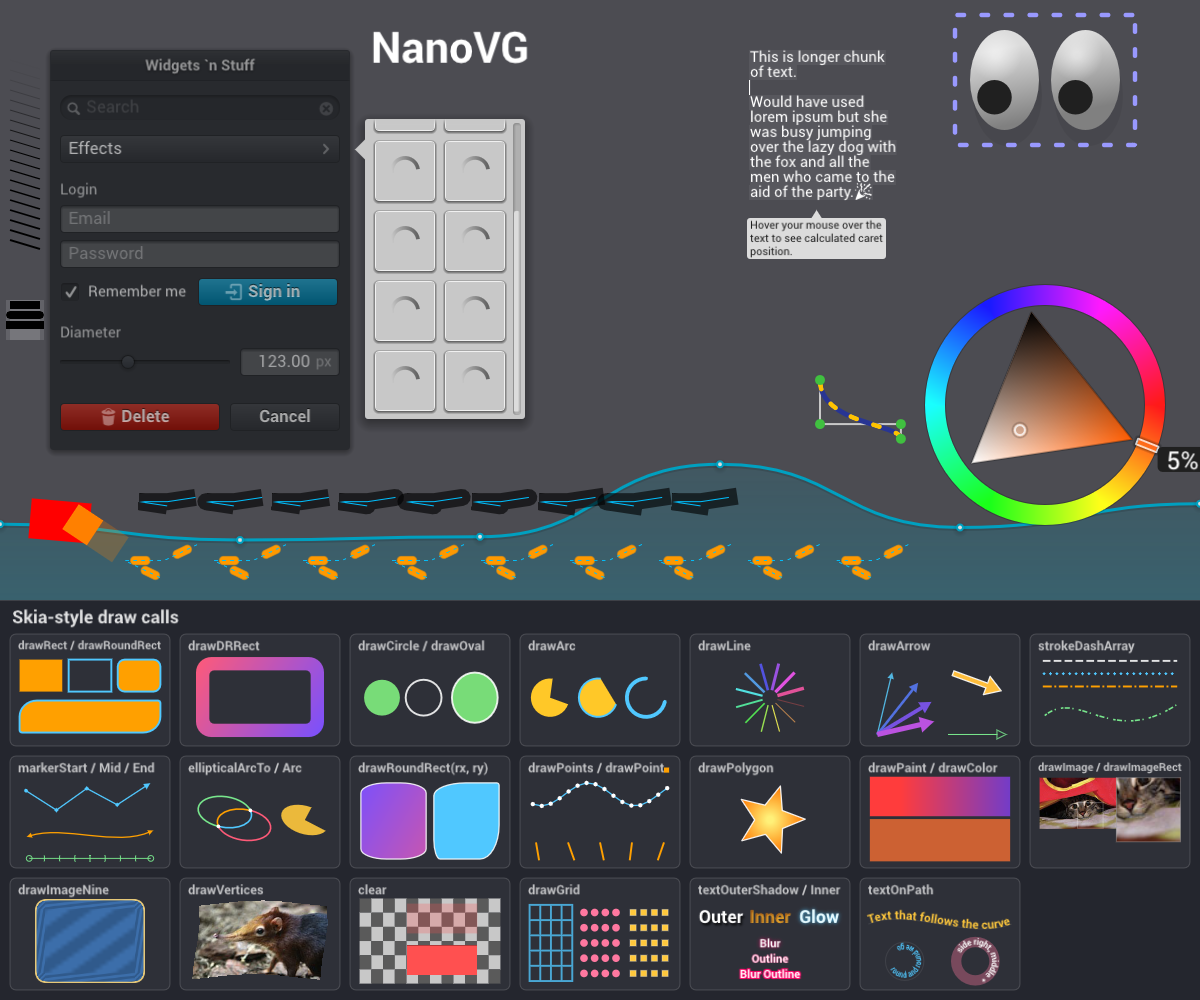 NanoVG
Widgets `n Stuff
Search
Effects
Login
Email
Password
Remember me
Sign in
Diameter
123.00 px
Delete
Cancel
This is longer chunk
of text.
Would have used
lorem ipsum but she
was busy jumping
over the lazy dog with
the fox and all the
men who came to the
aid of the party.🎉
Hover your mouse over the
text to see calculated caret
position.
5%
Skia-style draw calls
drawRect / drawRoundRect
drawDRRect
drawCircle / drawOval
drawArc
drawLine
drawArrow
strokeDashArray
markerStart / Mid / End
ellipticalArcTo / Arc
drawRoundRect(rx, ry)
drawPoints / drawPoint
drawPolygon
drawPaint / drawColor
drawImage / drawImageRect
drawImageNine
drawVertices
clear
drawGrid
textOuterShadow / Inner
Outer Inner Glow
Blur
Outline
Blur Outline
textOnPath
Text that follows the curve
side right, middle •